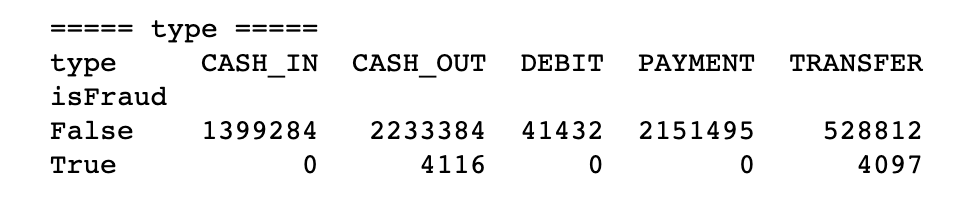 ===== type =====
type CASH_IN CASH_OUT DEBIT PAYMENT TRANSFER
isFraud
False 1399284 2233384 41432 2151495 528812
True 0 4116 0 0 4097